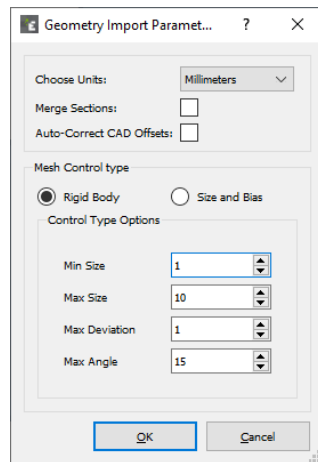 Geometry Import Paramet... ? ×
Choose Units: Millimeters
Merge Sections:
Auto-Correct CAD Offsets:
Mesh Control type
Rigid Body Size and Bias
Control Type Options
Min Size 1
Max Size 10
Max Deviation 1
Max Angle 15
OK Cancel